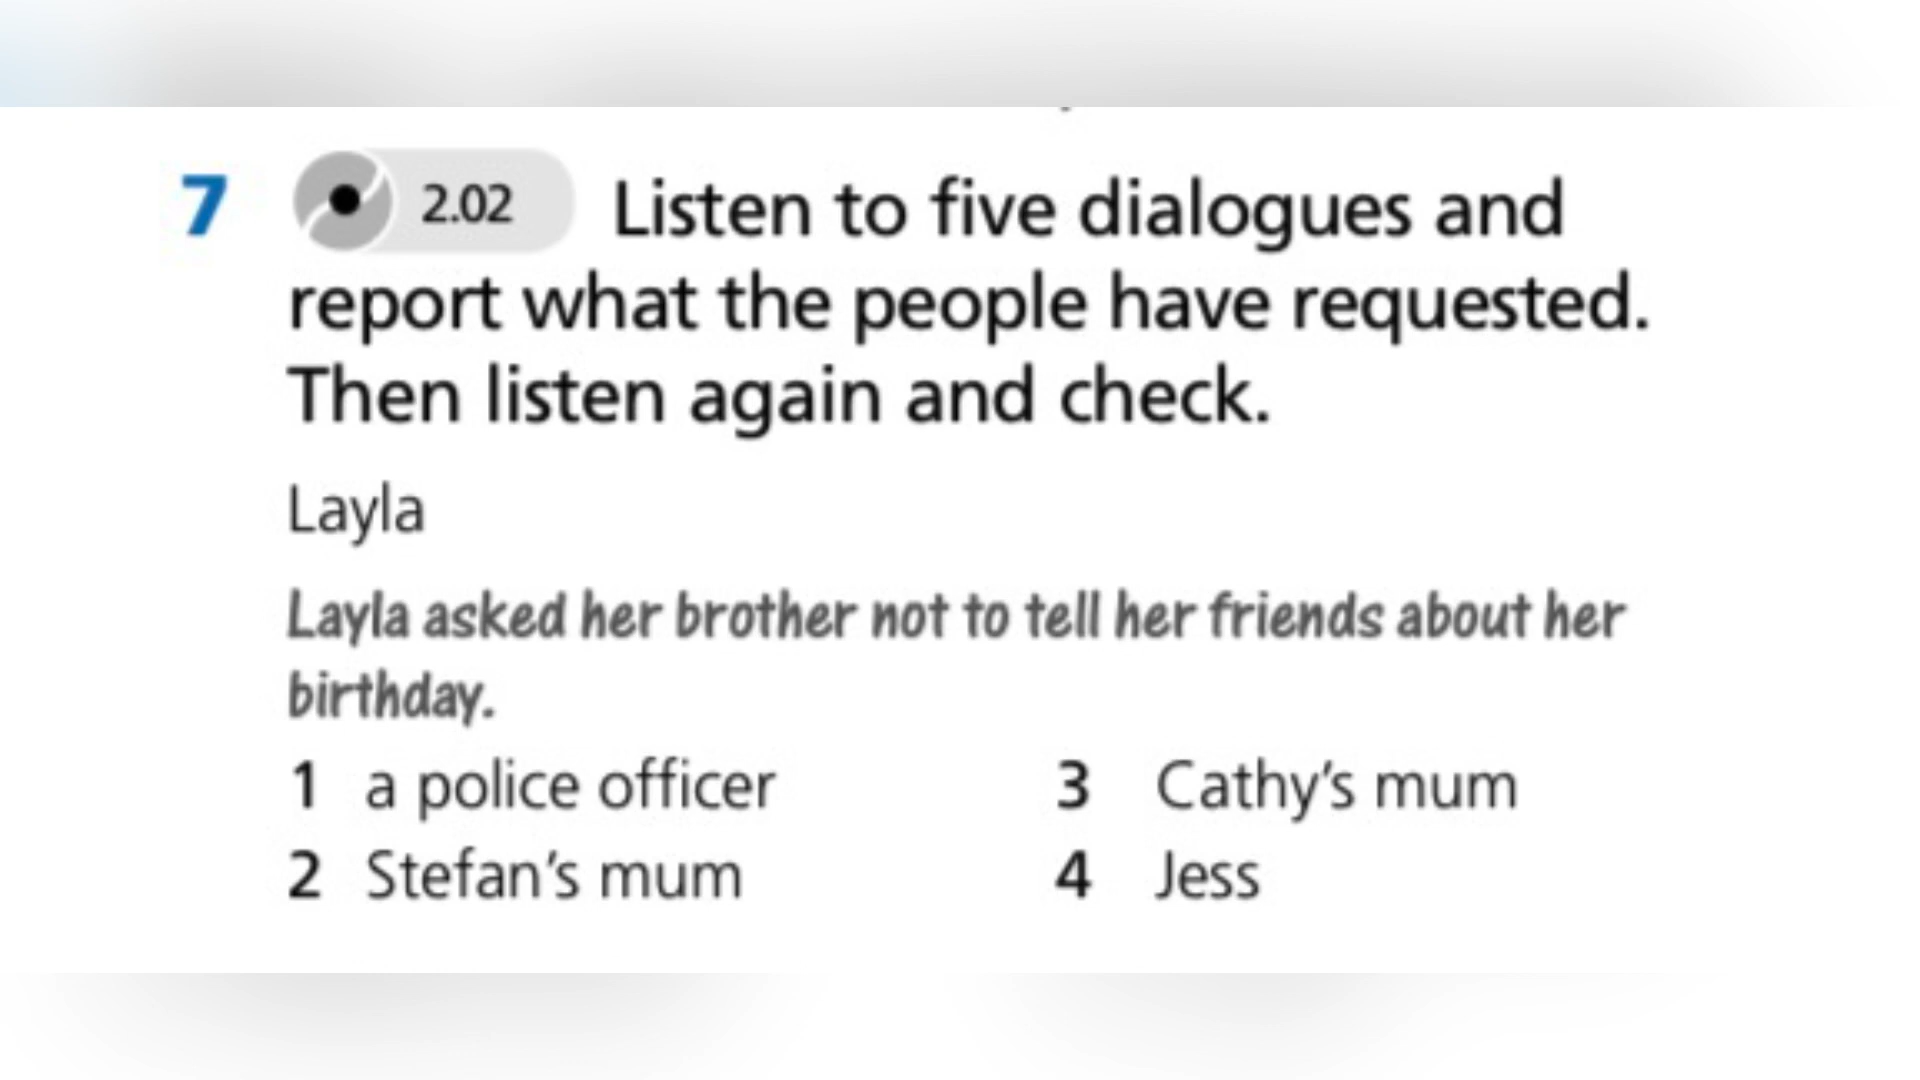 7 2.02 Listen to five dialogues and
report what the people have requested.
Then listen again and check.
Layla
Layla asked her brother not to tell her friends about her
birthday.
1 a police officer
2 Stefan's mum
3 Cathy's mum
4 Jess